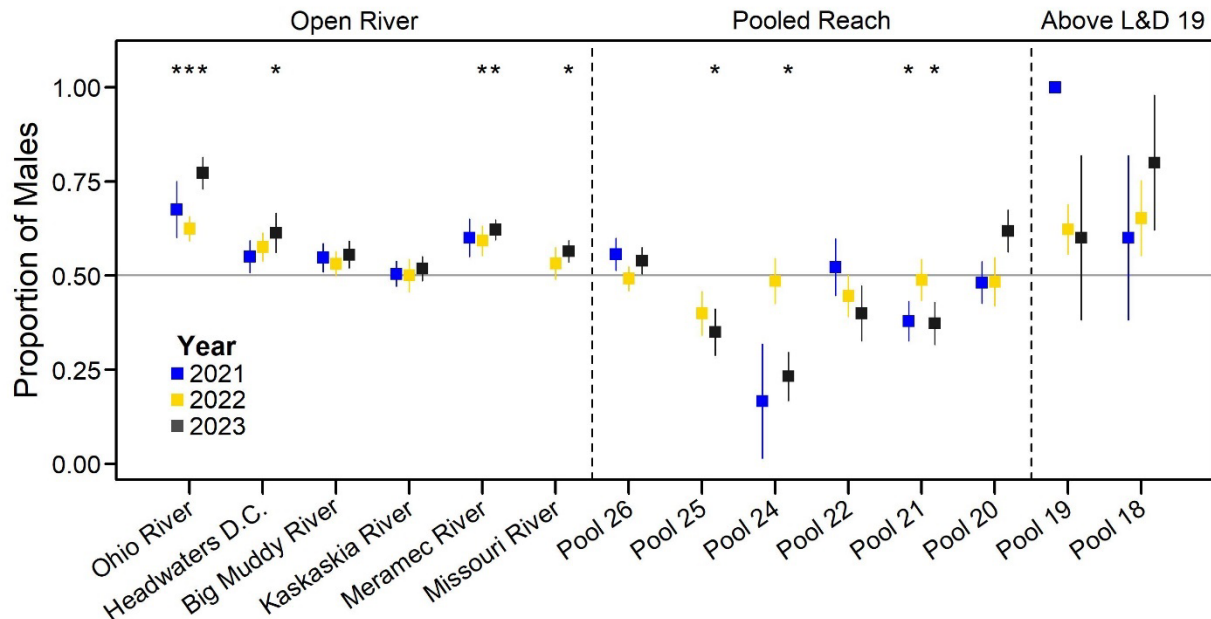 Open River Pooled Reach Above L&D 19
*** * ** * * * * *
Proportion of Males
1.00
0.75
0.50
0.25
0.00
Year
2021
2022
2023
Ohio River
Headwaters D.C.
Big Muddy River
Kaskaskia River
Meramec River
Missouri River
Pool 26
Pool 25
Pool 24
Pool 22
Pool 21
Pool 20
Pool 19
Pool 18